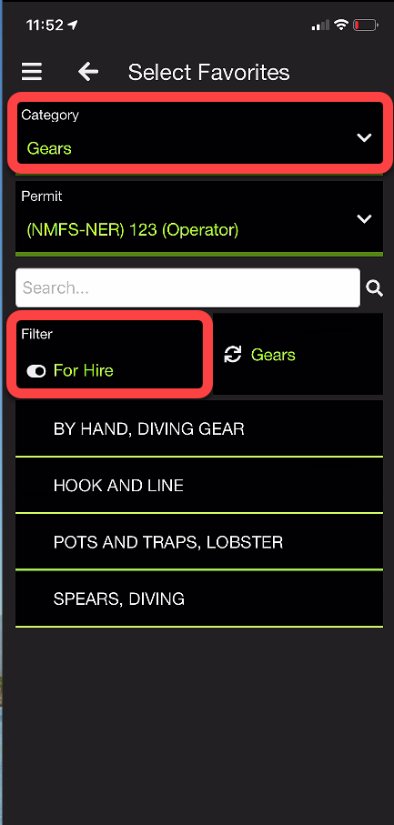 11:52
Select Favorites
Category
Gears
Permit
(NMFS-NER) 123 (Operator)
Search...
Filter
For Hire
Gears
BY HAND, DIVING GEAR
HOOK AND LINE
POTS AND TRAPS, LOBSTER
SPEARS, DIVING